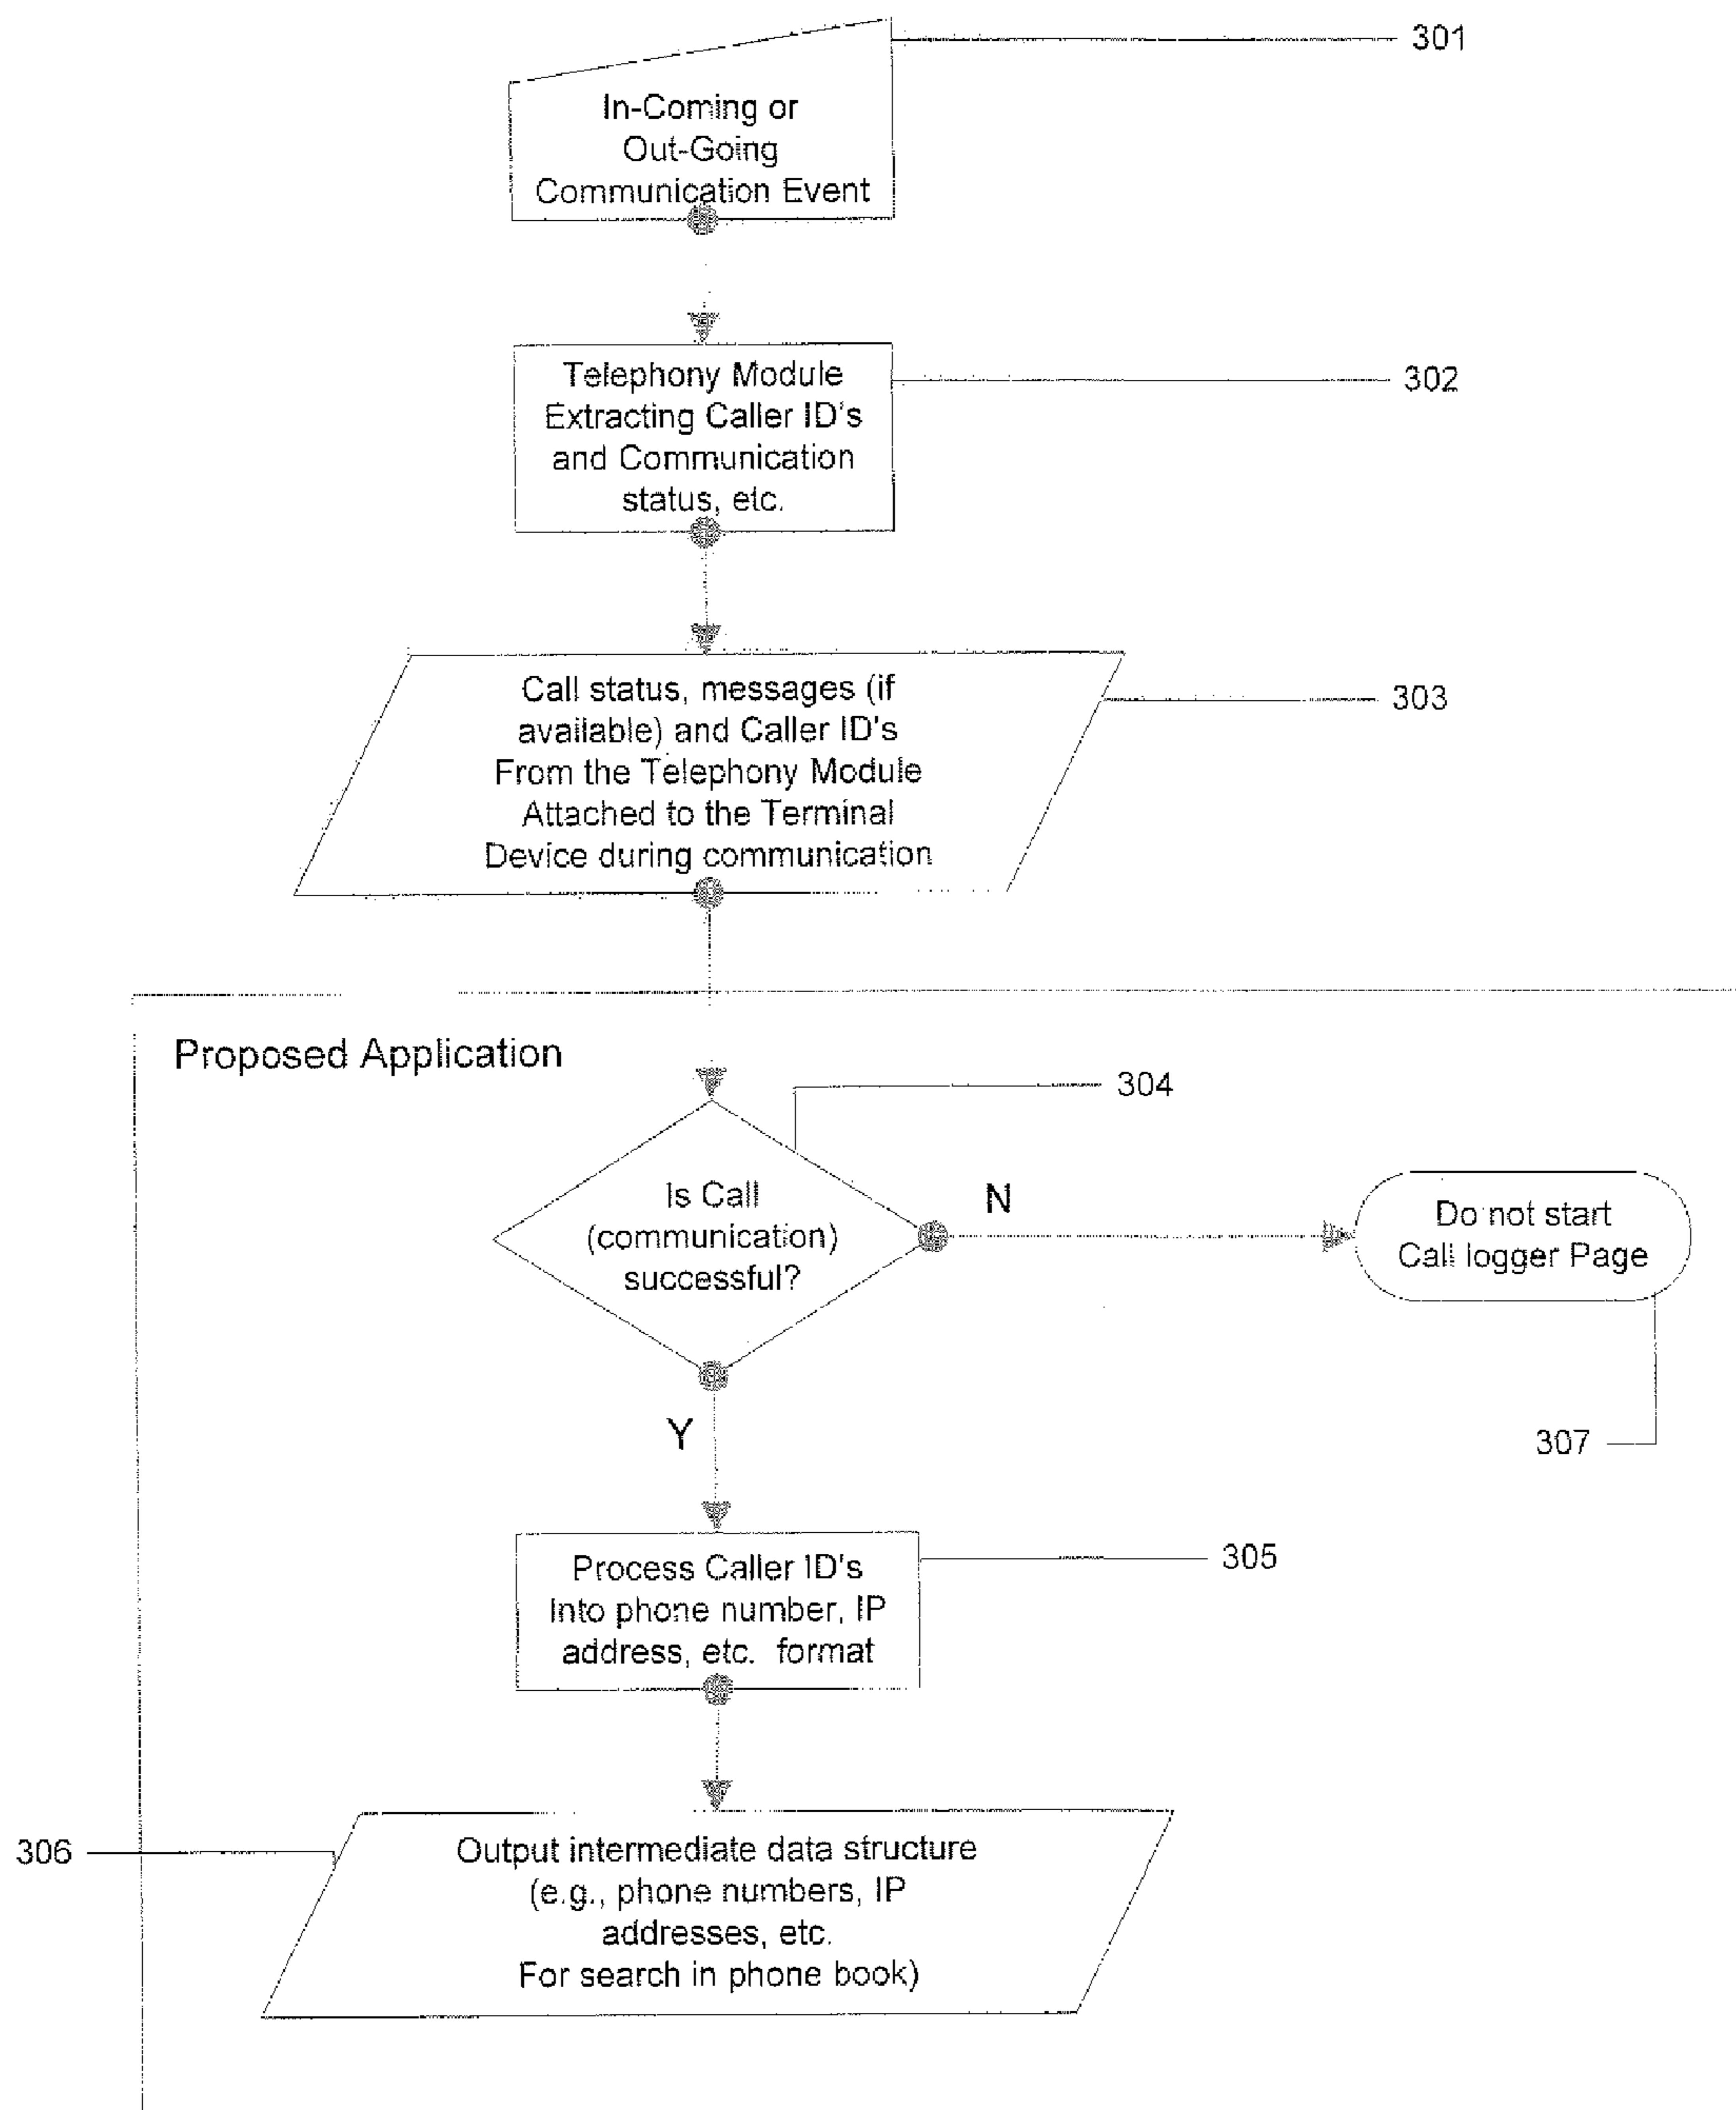 301
In-Coming or
Out-Going
Communication Event
Telephony Module
Extracting Caller ID's
and Communication
status, etc.
302
Call status, messages (if
available) and Caller ID's
From the Telephony Module
Attached to the Terminal
Device during communication
303
Proposed Application
304
Is Call
(communication)
successful?
N
Do not start
Call logger Page
307
Y
Process Caller ID's
Into phone number, IP
address, etc. format
305
306
Output intermediate data structure
(e.g., phone numbers, IP
addresses, etc.
For search in phone book)